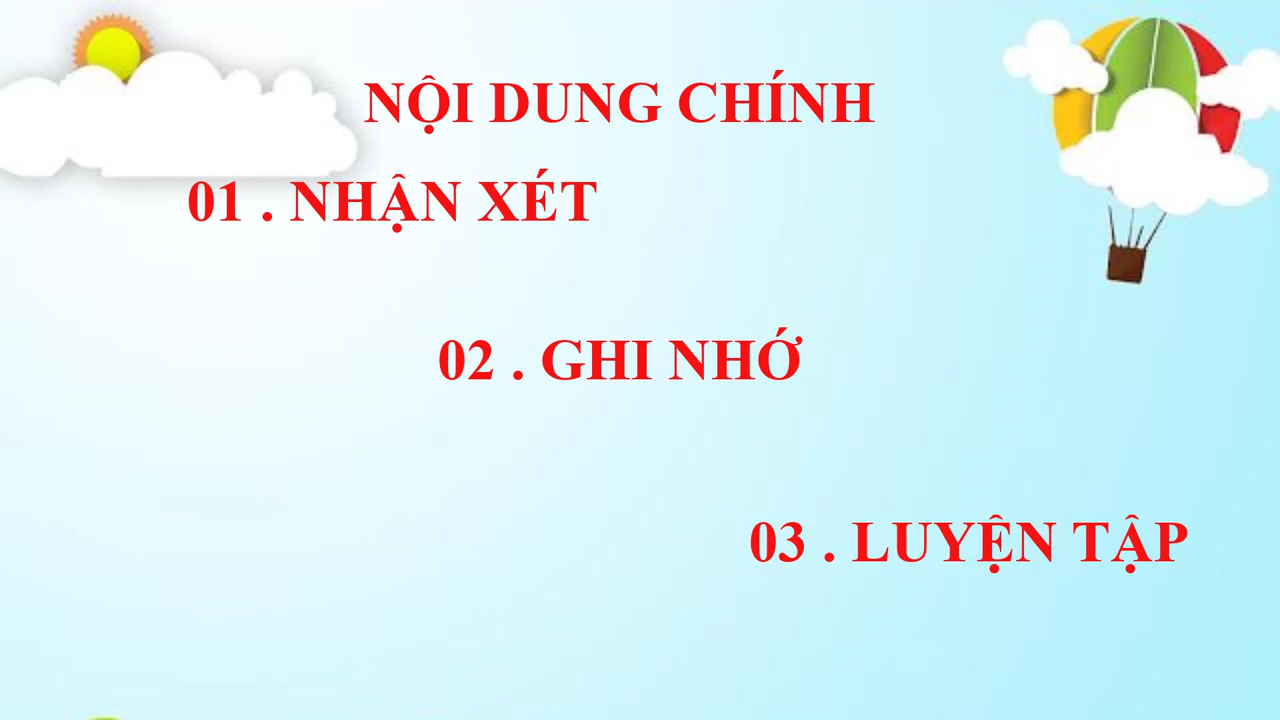 NỘI DUNG CHÍNH
01 . NHẬN XÉT
02 . GHI NHỚ
03 . LUYỆN TẬP